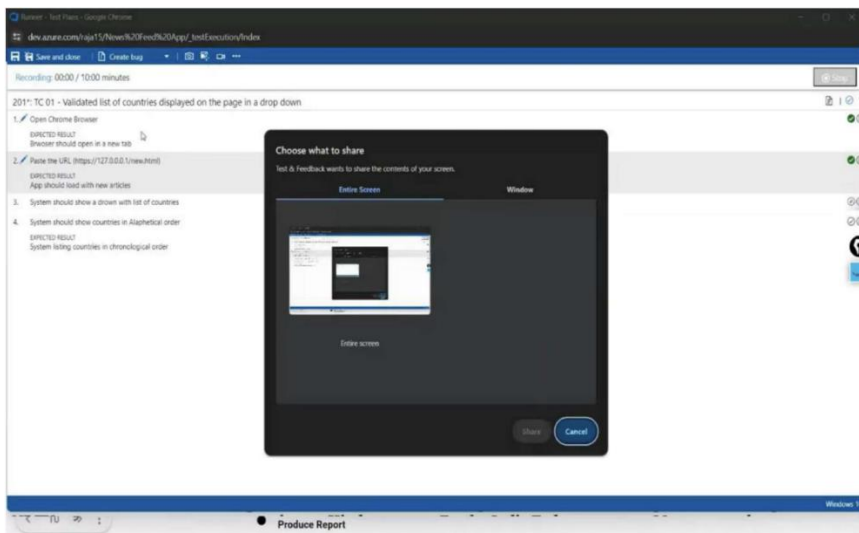 Runner - Test Plans - Google Chrome
dev.azure.com/raja15/News%20Feed%20App/_testExecution/Index
Save and close Create bug
Recording: 00:00 / 10:00 minutes
Stop
201*: TC 01 - Validated list of countries displayed on the page in a drop down
1. Open Chrome Browser
EXPECTED RESULT
Browser should open in a new tab
2. Paste the URL (https://127.0.0.0.1/new.html)
EXPECTED RESULT
App should load with new articles
3. System should show a drown with list of countries
4. System should show countries in Alaphetical order
EXPECTED RESULT
System listing countries in chronological order
Choose what to share
Test & Feedback wants to share the contents of your screen.
Entire Screen Window
Entire screen
Share Cancel
Windows 1
Produce Report